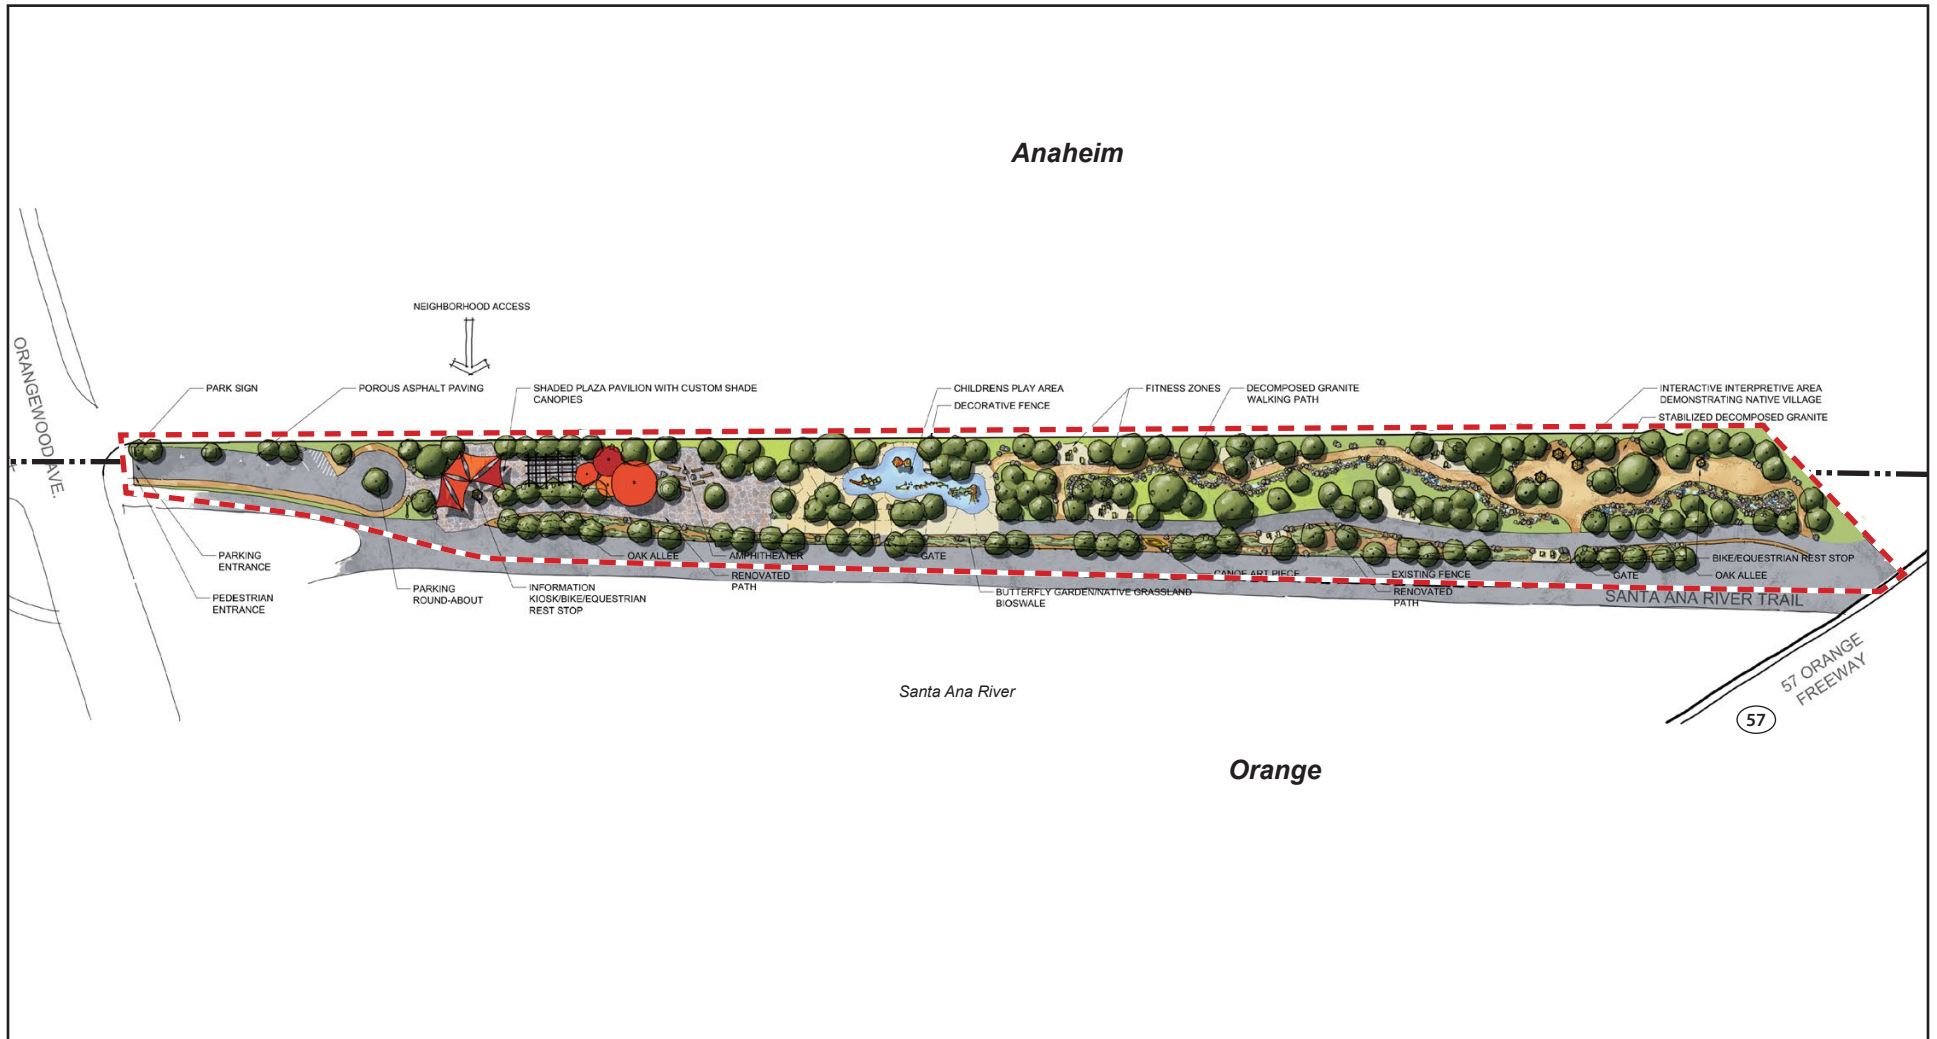 Anaheim
NEIGHBORHOOD ACCESS
ORANGEWOOD AVE.
PARK SIGN
POROUS ASPHALT PAVING
SHADED PLAZA PAVILION WITH CUSTOM SHADE
CANOPIES
CHILDRENS PLAY AREA
DECORATIVE FENCE
FITNESS ZONES
DECOMPOSED GRANITE
WALKING PATH
INTERACTIVE INTERPRETIVE AREA
DEMONSTRATING NATIVE VILLAGE
STABILIZED DECOMPOSED GRANITE
PARKING
ENTRANCE
PEDESTRIAN
ENTRANCE
PARKING
ROUND-ABOUT
INFORMATION
KIOSK/BIKE/EQUESTRIAN
REST STOP
OAK ALLEE
AMPHITHEATER
RENOVATED
PATH
GATE
BUTTERFLY GARDEN/NATIVE GRASSLAND
BIOSWALE
CANOE ART PIECE
EXISTING FENCE
RENOVATED
PATH
GATE
BIKE/EQUESTRIAN REST STOP
OAK ALLEE
SANTA ANA RIVER TRAIL
57 ORANGE
FREEWAY
57
Santa Ana River
Orange